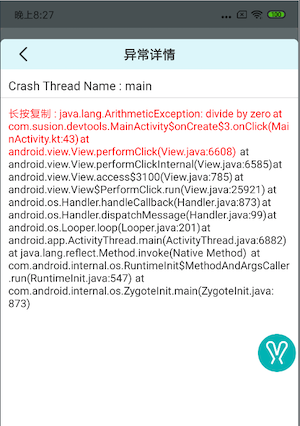 晚上8:27
异常详情
Crash Thread Name : main
长按复制 : java.lang.ArithmeticException: divide by zero at
com.susion.devtools.MainActivity$onCreate$3.onClick(Mai
nActivity.kt:43) at
android.view.View.performClick(View.java:6608) at
android.view.View.performClickInternal(View.java:6585)at
android.view.View.access$3100(View.java:785) at
android.view.View$PerformClick.run(View.java:25921) at
android.os.Handler.handleCallback(Handler.java:873) at
android.os.Handler.dispatchMessage(Handler.java:99)at
android.os.Looper.loop(Looper.java:201)at
android.app.ActivityThread.main(ActivityThread.java:6882)
at java.lang.reflect.Method.invoke(Native Method) at
com.android.internal.os.RuntimeInit$MethodAndArgsCaller
.run(RuntimeInit.java:547) at
com.android.internal.os.ZygoteInit.main(ZygoteInit.java:
873)